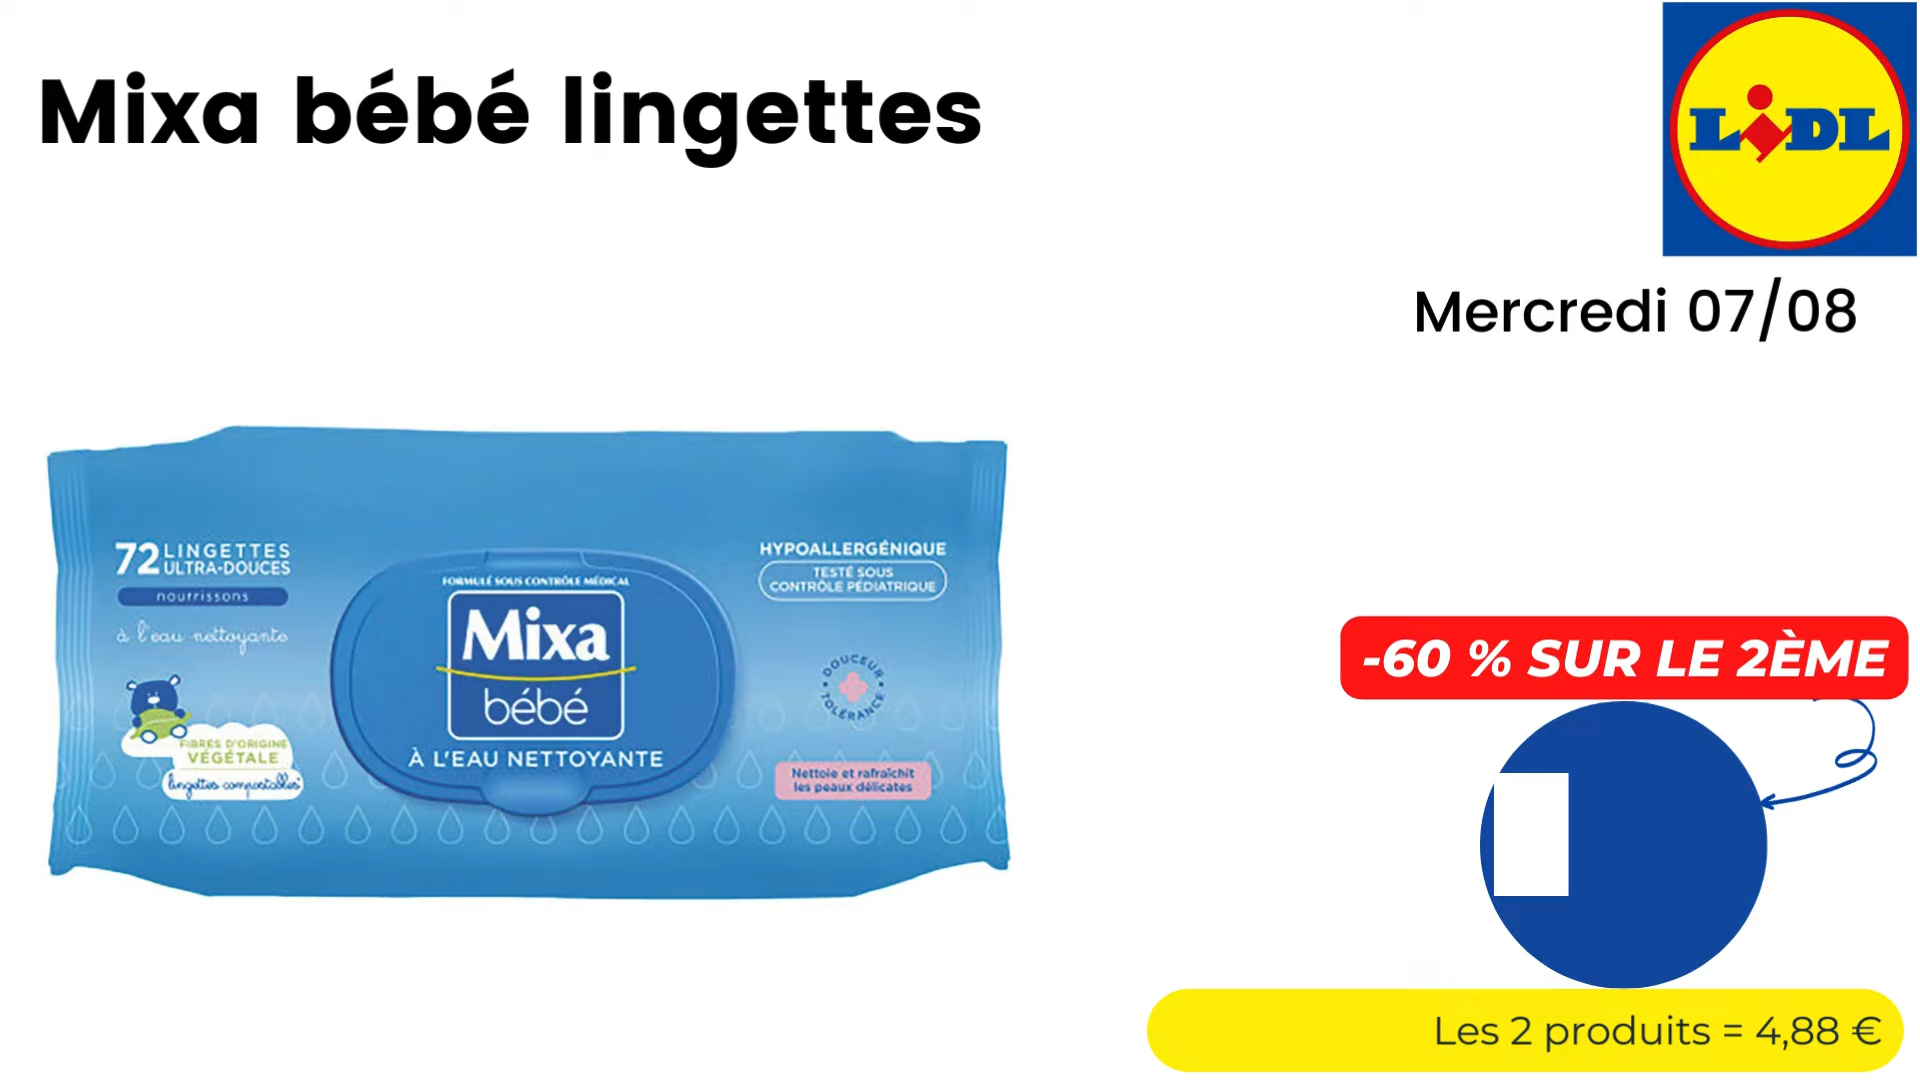 Mixa bébé lingettes
LIDL
Mercredi 07/08
72 LINGETTES
ULTRA-DOUCES
nourrissons
à l'eau nettoyante
FIBRES D'ORIGINE
VÉGÉTALE
lingettes compostables
FORMULÉ SOUS CONTRÔLE MÉDICAL
Mixa
bébé
À L'EAU NETTOYANTE
HYPOALLERGÉNIQUE
TESTÉ SOUS
CONTRÔLE PÉDIATRIQUE
DOUCEUR
TOLÉRANCE
Nettoie et rafraîchit
les peaux délicates
-60 % SUR LE 2ÈME
Les 2 produits = 4,88 €